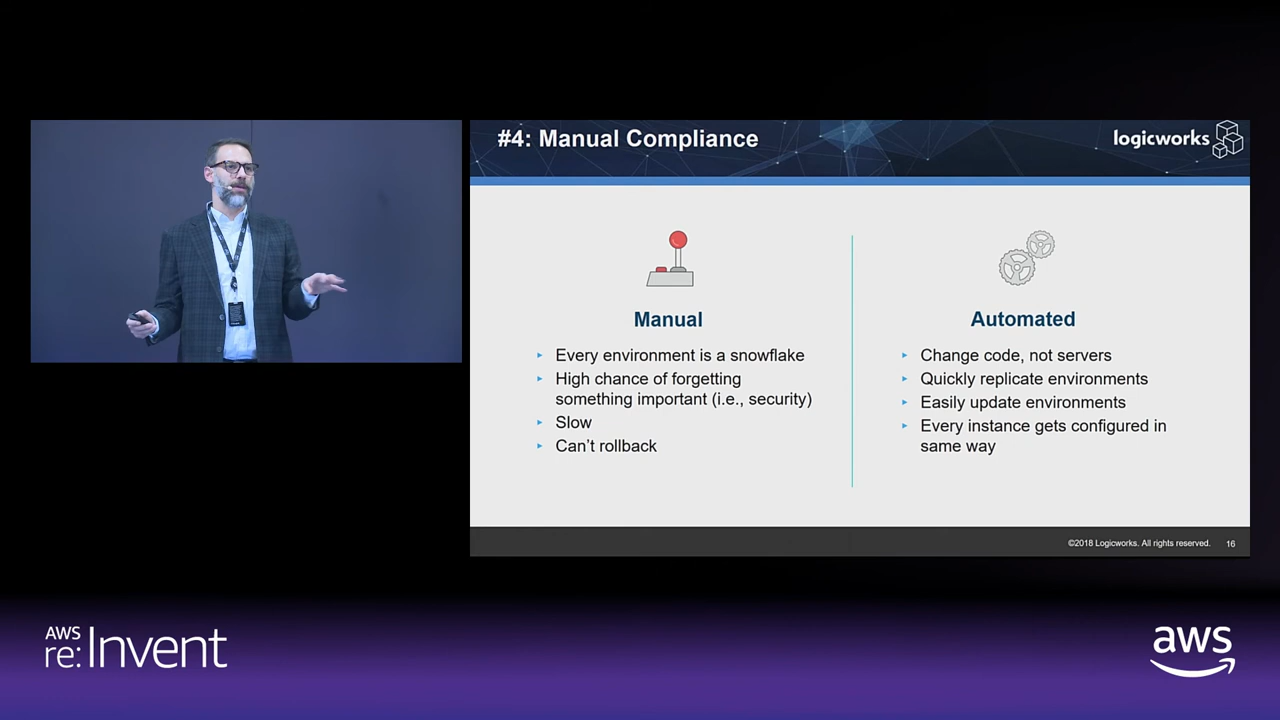 #4: Manual Compliance
logicworks
Manual
Every environment is a snowflake
High chance of forgetting
something important (i.e., security)
Slow
Can’t rollback
Automated
Change code, not servers
Quickly replicate environments
Easily update environments
Every instance gets configured in
same way
©2018 Logicworks. All rights reserved. 16
AWS
re:Invent
aws